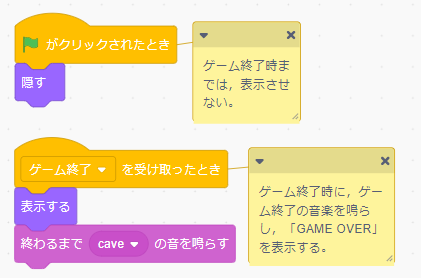 がクリックされたとき
隠す
ゲーム終了時ま
では，表示させ
ない。
ゲーム終了 を受け取ったとき
表示する
終わるまで cave の音を鳴らす
ゲーム終了時に，ゲー
ム終了の音楽を鳴ら
し，「GAME OVER」
を表示する。